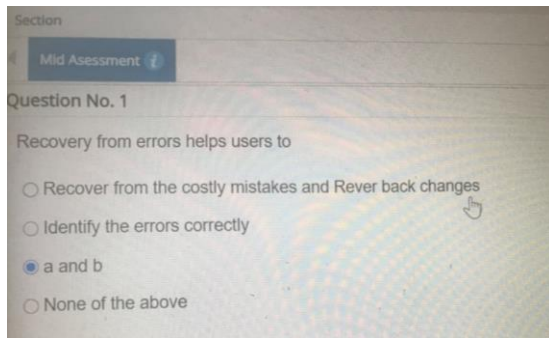 Section
Mid Asessment i
Question No. 1
Recovery from errors helps users to
Recover from the costly mistakes and Rever back changes
Identify the errors correctly
a and b
None of the above